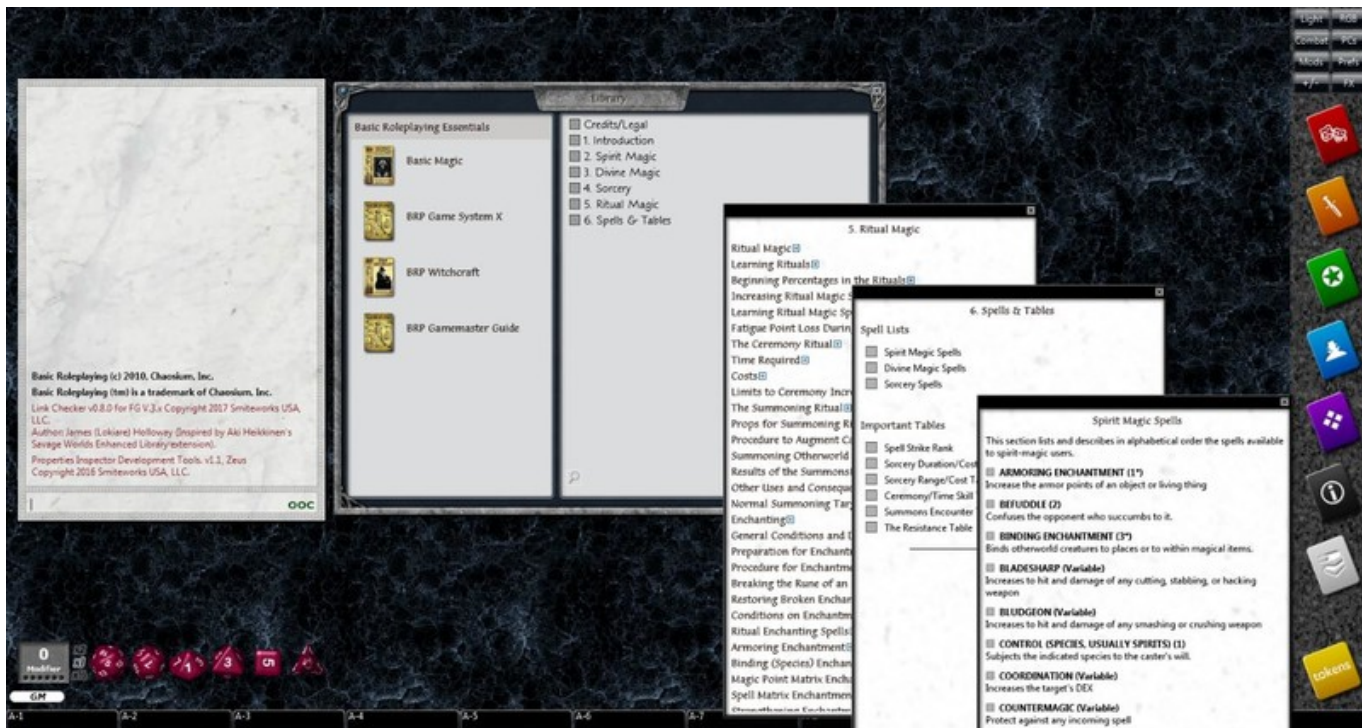 Light
RGB
Combat
PCs
Mods
Prefs
+/-
FX
Basic Roleplaying (c) 2010, Chaosium, Inc.
Basic Roleplaying (tm) is a trademark of Chaosium, Inc.
Link Checker v0.8.0 for FG V.3.x Copyright 2017 Smiteworks USA,
LLC.
Author: James (Lokiare) Holloway (Inspired by Aki Heikkinen's
Savage Worlds Enhanced Library extension).
Properties Inspector Development Tools. v1.1, Zeus
Copyright 2016 Smiteworks USA, LLC.
OOC
Library
Basic Roleplaying Essentials
Basic Magic
BRP Game System X
BRP Witchcraft
BRP Gamemaster Guide
Credits/Legal
1. Introduction
2. Spirit Magic
3. Divine Magic
4. Sorcery
5. Ritual Magic
6. Spells & Tables
5. Ritual Magic
Ritual Magic
Learning Rituals
Beginning Percentages in the Rituals
Increasing Ritual Magic S
Learning Ritual Magic Sp
Fatigue Point Loss Durin
The Ceremony Ritual
Time Required
Costs
Limits to Ceremony Incre
The Summoning Ritual
Props for Summoning R
Procedure to Augment C
Summoning Otherworld
Results of the Summons
Other Uses and Conseque
Normal Summoning Tar
Enchanting
General Conditions and
Preparation for Enchant
Procedure for Enchantm
Breaking the Rune of an
Restoring Broken Enchan
Conditions on Enchantm
Ritual Enchanting Spells
Armoring Enchantment
Binding (Species) Enchan
Magic Point Matrix Encha
Spell Matrix Enchantmen
Strengthening Enchantm
6. Spells & Tables
Spell Lists
Spirit Magic Spells
Divine Magic Spells
Sorcery Spells
Important Tables
Spell Strike Rank
Sorcery Duration/Cost
Sorcery Range/Cost T
Ceremony/Time Skill
Summons Encounter
The Resistance Table
Spirit Magic Spells
This section lists and describes in alphabetical order the spells available
to spirit-magic users.
ARMORING ENCHANTMENT (1*)
Increase the armor points of an object or living thing
BEFUDDLE (2)
Confuses the opponent who succumbs to it.
BINDING ENCHANTMENT (3*)
Binds otherworld creatures to places or to within magical items.
BLADESHARP (Variable)
Increases to hit and damage of any cutting, stabbing, or hacking
weapon
BLUDGEON (Variable)
Increases to hit and damage of any smashing or crushing weapon
CONTROL (SPECIES, USUALLY SPIRITS) (1)
Subjects the indicated species to the caster's will.
COORDINATION (Variable)
Increases the target's DEX
COUNTERMAGIC (Variable)
Protect against any incoming spell
tokens
0
Modifier
GM
A-1
A-2
A-3
A-4
A-5
A-6
A-7